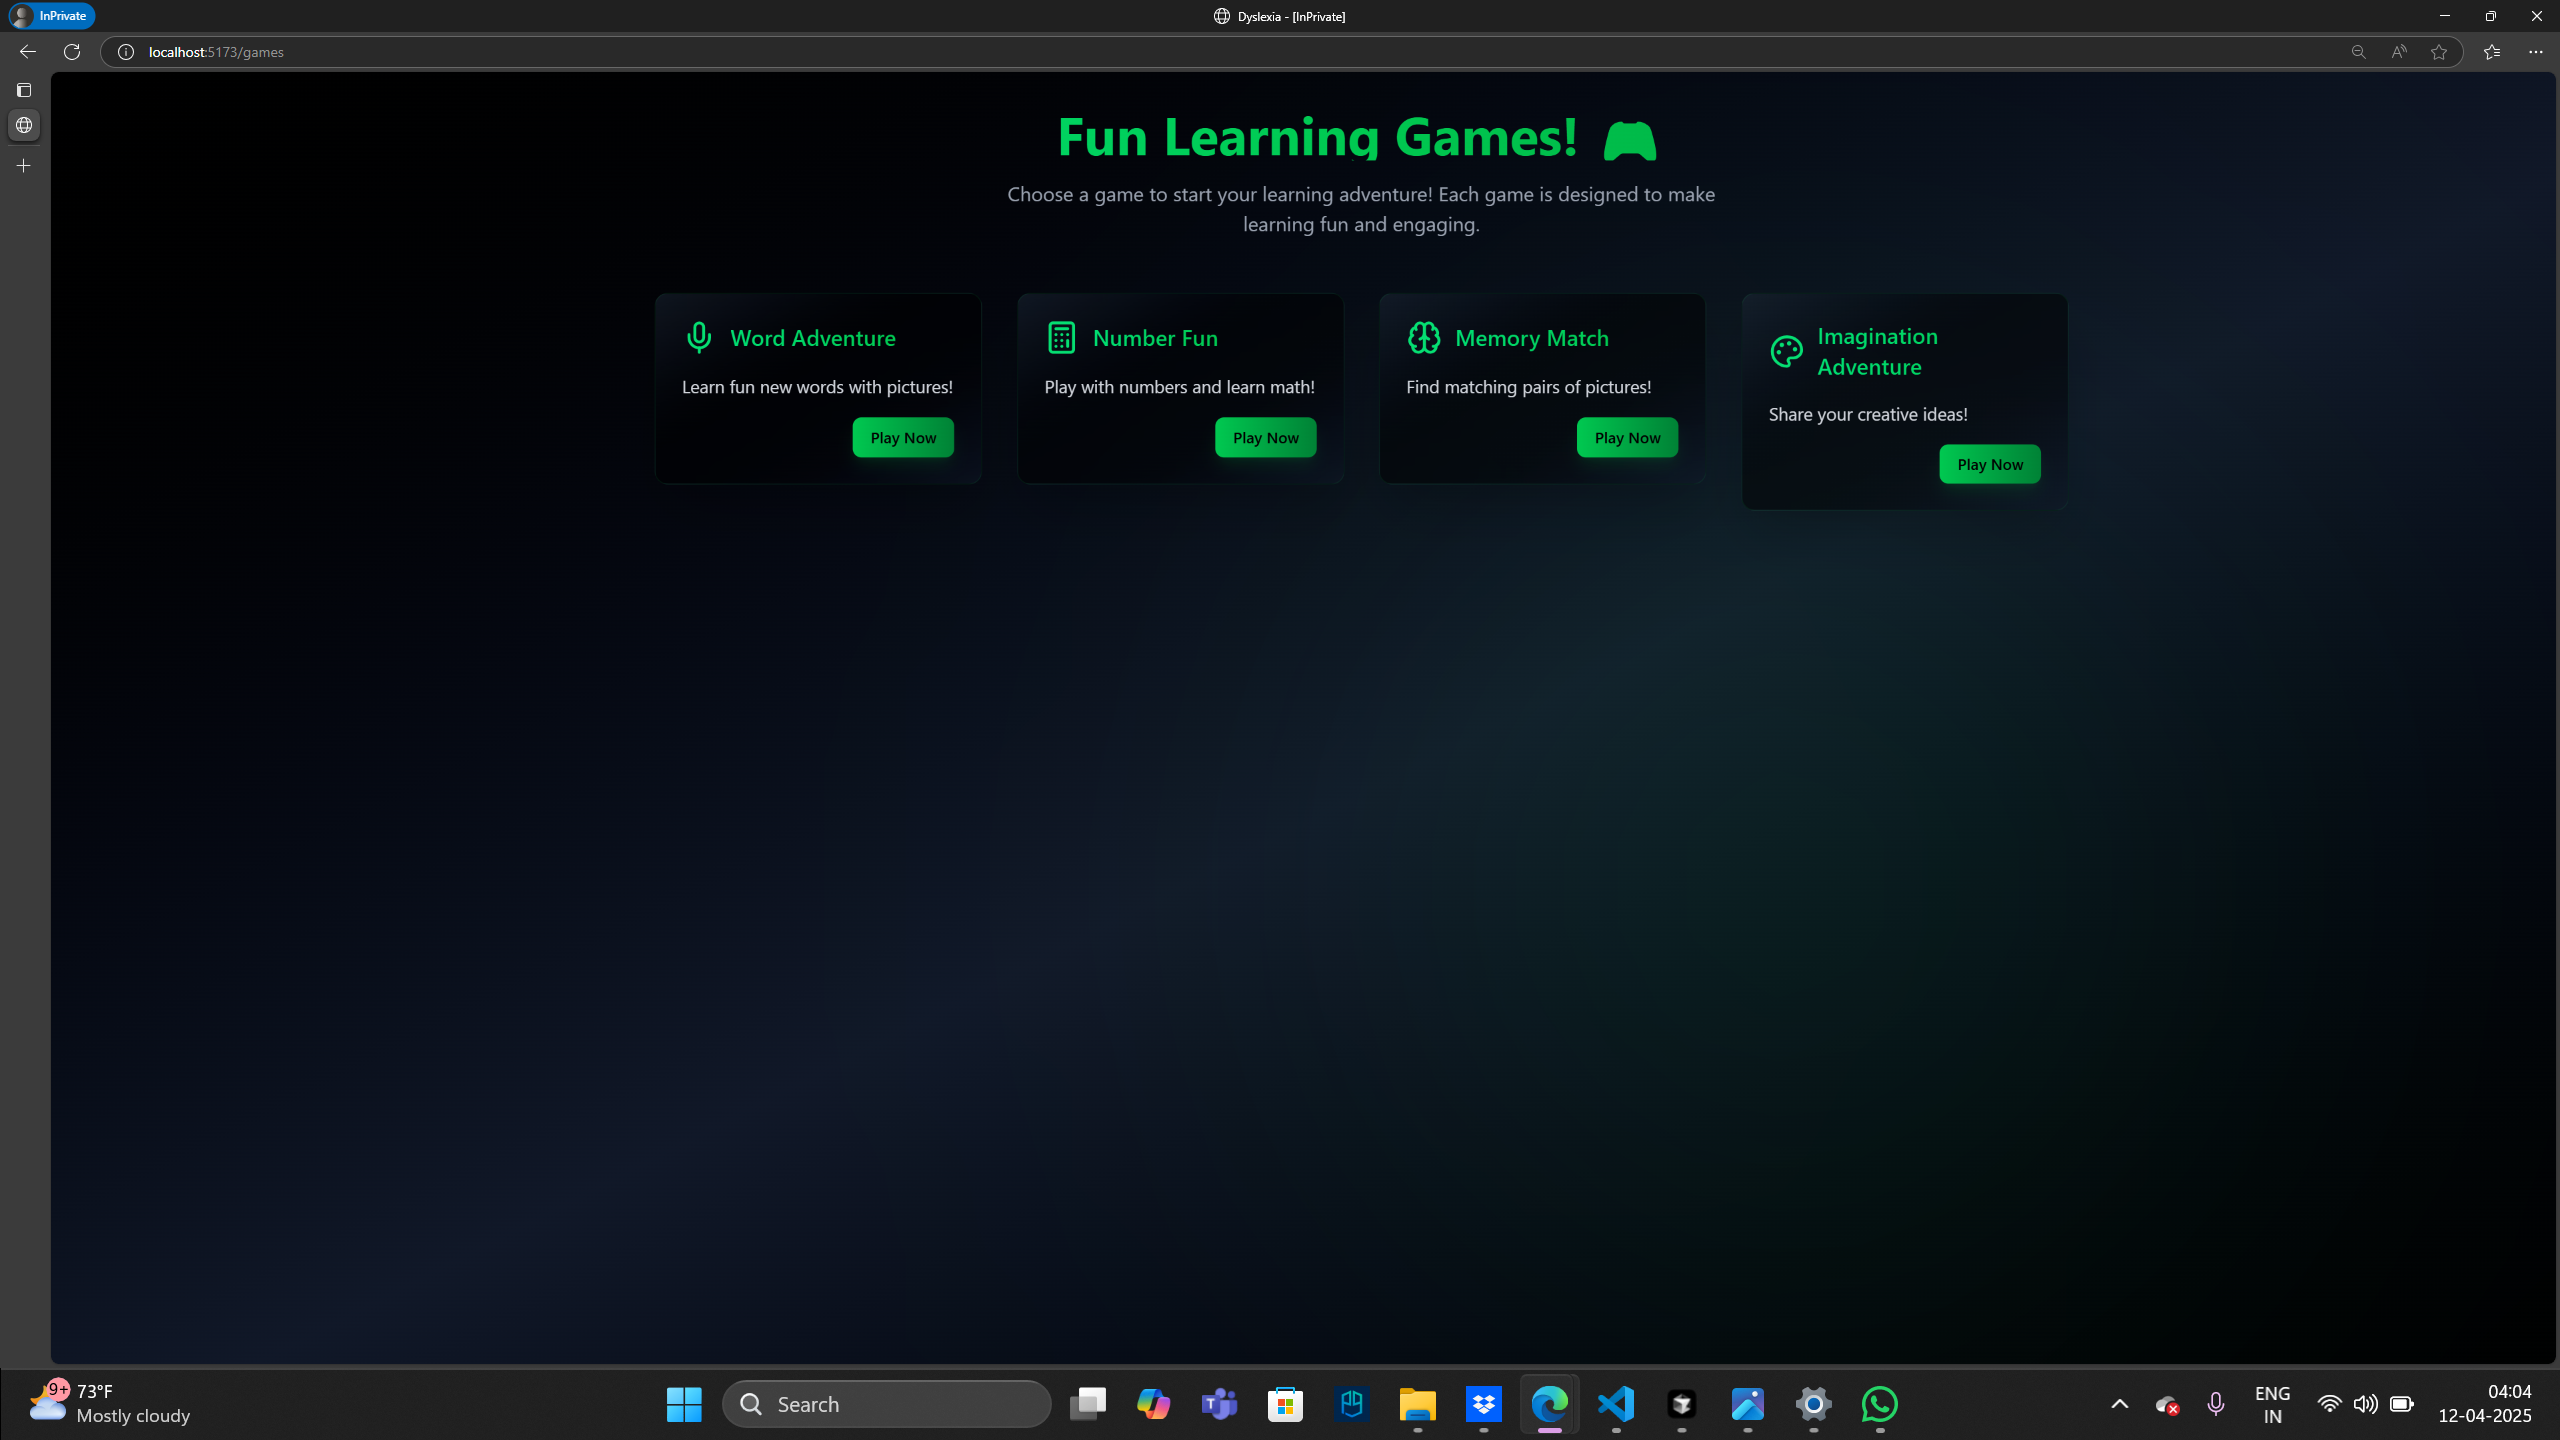 InPrivate
Dyslexia - [InPrivate]
localhost:5173/games
Fun Learning Games!
Choose a game to start your learning adventure! Each game is designed to make
learning fun and engaging.
Word Adventure
Learn fun new words with pictures!
Play Now
Number Fun
Play with numbers and learn math!
Play Now
Memory Match
Find matching pairs of pictures!
Play Now
Imagination
Adventure
Share your creative ideas!
Play Now
9+
73°F
Mostly cloudy
Search
ENG
IN
04:04
12-04-2025